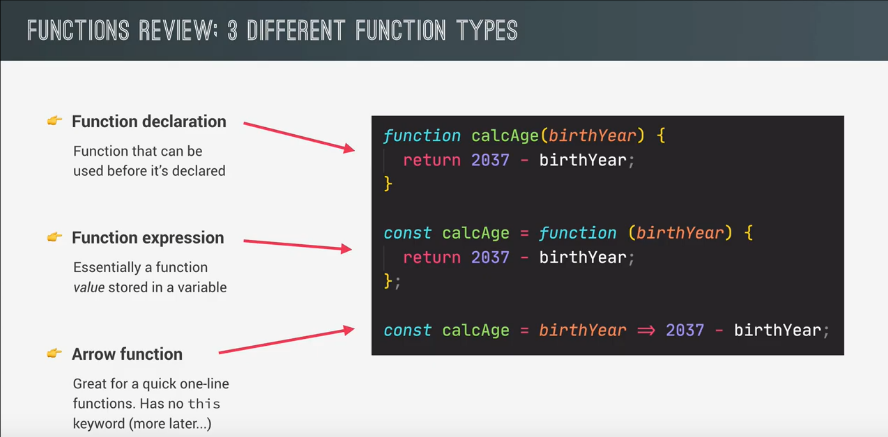 FUNCTIONS REVIEW; 3 DIFFERENT FUNCTION TYPES
👉 Function declaration
Function that can be
used before it's declared
👉 Function expression
Essentially a function
value stored in a variable
👉 Arrow function
Great for a quick one-line
functions. Has no this
keyword (more later...)
function calcAge(birthYear) {
  return 2037 - birthYear;
}
const calcAge = function (birthYear) {
  return 2037 - birthYear;
};
const calcAge = birthYear => 2037 - birthYear;